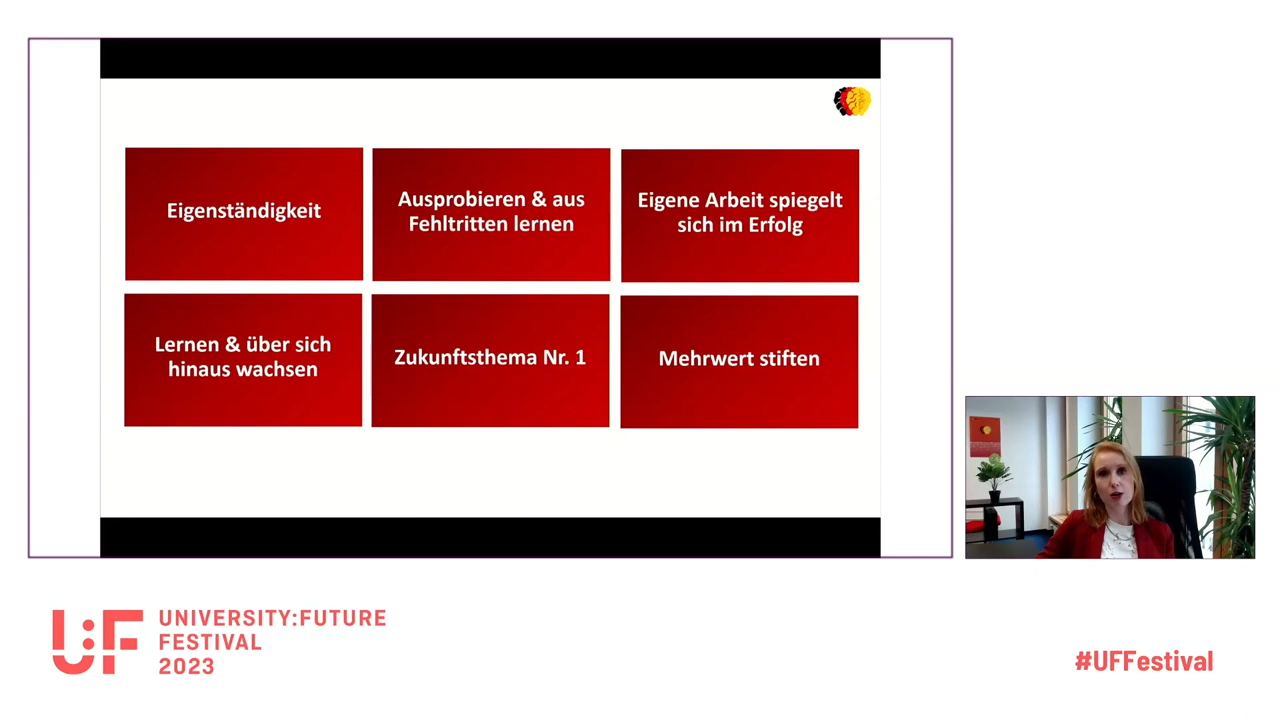 Eigenständigkeit
Ausprobieren & aus
Fehltritten lernen
Eigene Arbeit spiegelt
sich im Erfolg
Lernen & über sich
hinaus wachsen
Zukunftsthema Nr. 1
Mehrwert stiften
U:F
UNIVERSITY:FUTURE
FESTIVAL
2023
#UFFestival